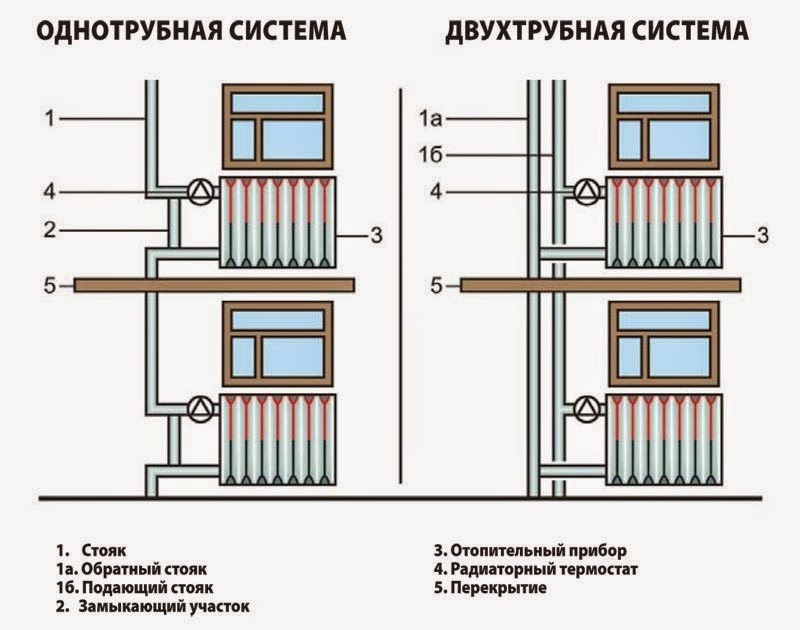 ОДНОТРУБНАЯ СИСТЕМА
ДВУХТРУБНАЯ СИСТЕМА
1
4
2
3
5
1а
1б
4
3
5
1. Стояк
1а. Обратный стояк
1б. Подающий стояк
2. Замыкающий участок
3. Отопительный прибор
4. Радиаторный термостат
5. Перекрытие